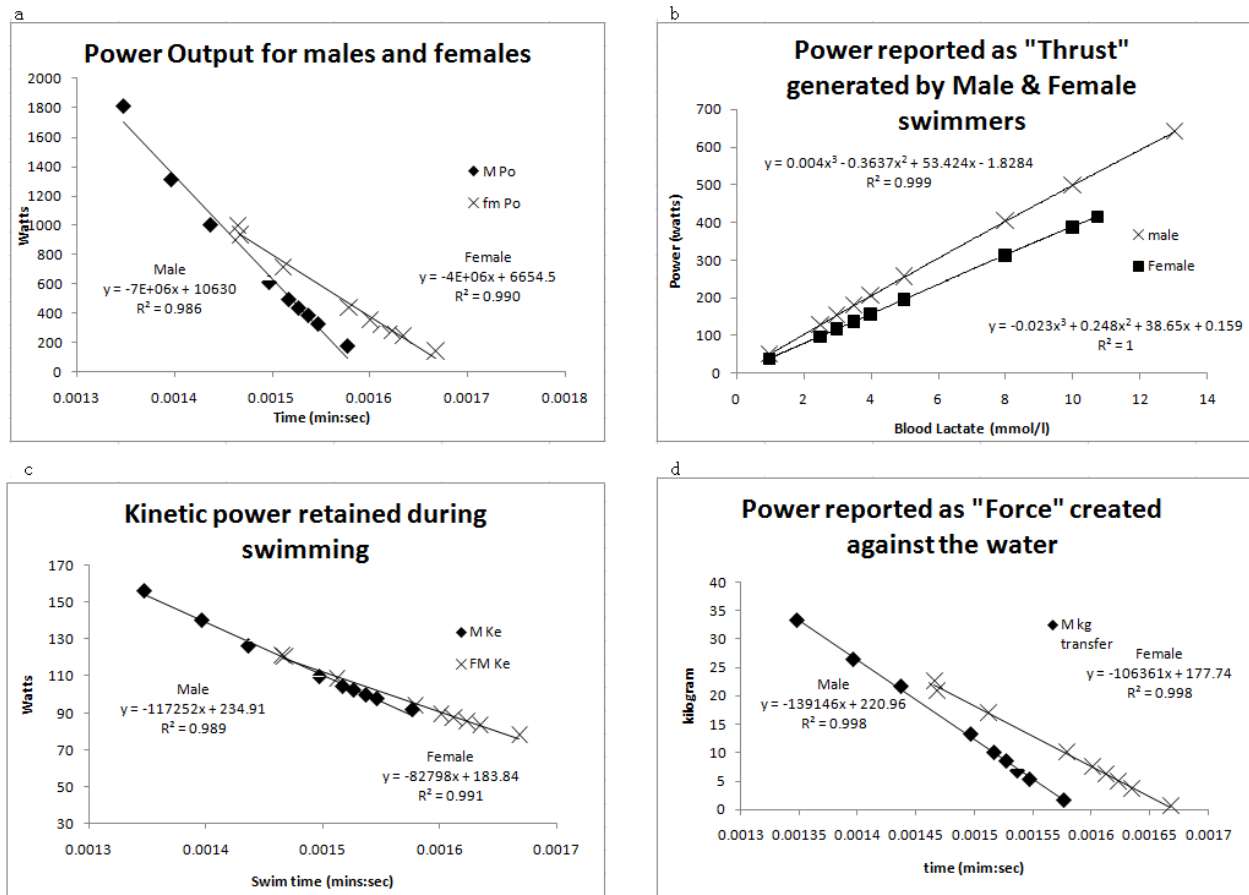 a
Power Output for males and females
2000
1800
1600
1400
1200
1000
800
600
400
200
0
Watts
M Po
fm Po
Male
y = -7E+06x + 10630
R² = 0.986
Female
y = -4E+06x + 6654.5
R² = 0.990
0.0013 0.0014 0.0015 0.0016 0.0017 0.0018
Time (min:sec)
b
Power reported as "Thrust"
generated by Male & Female
swimmers
700
600
500
400
300
200
100
0
Power (watts)
y = 0.004x³ - 0.3637x² + 53.424x - 1.8284
R² = 0.999
male
Female
y = -0.023x³ + 0.248x² + 38.65x + 0.159
R² = 1
0 2 4 6 8 10 12 14
Blood Lactate (mmol/l)
c
Kinetic power retained during
swimming
170
150
130
110
90
70
50
30
Watts
M Ke
FM Ke
Male
y = -117252x + 234.91
R² = 0.989
Female
y = -82798x + 183.84
R² = 0.991
0.0013 0.0014 0.0015 0.0016 0.0017
Swim time (mins:sec)
d
Power reported as "Force" created
against the water
40
35
30
25
20
15
10
5
0
kilogram
M kg
transfer
Male
y = -139146x + 220.96
R² = 0.998
Female
y = -106361x + 177.74
R² = 0.998
0.0013 0.00135 0.0014 0.00145 0.0015 0.00155 0.0016 0.00165 0.0017
time (mim:sec)